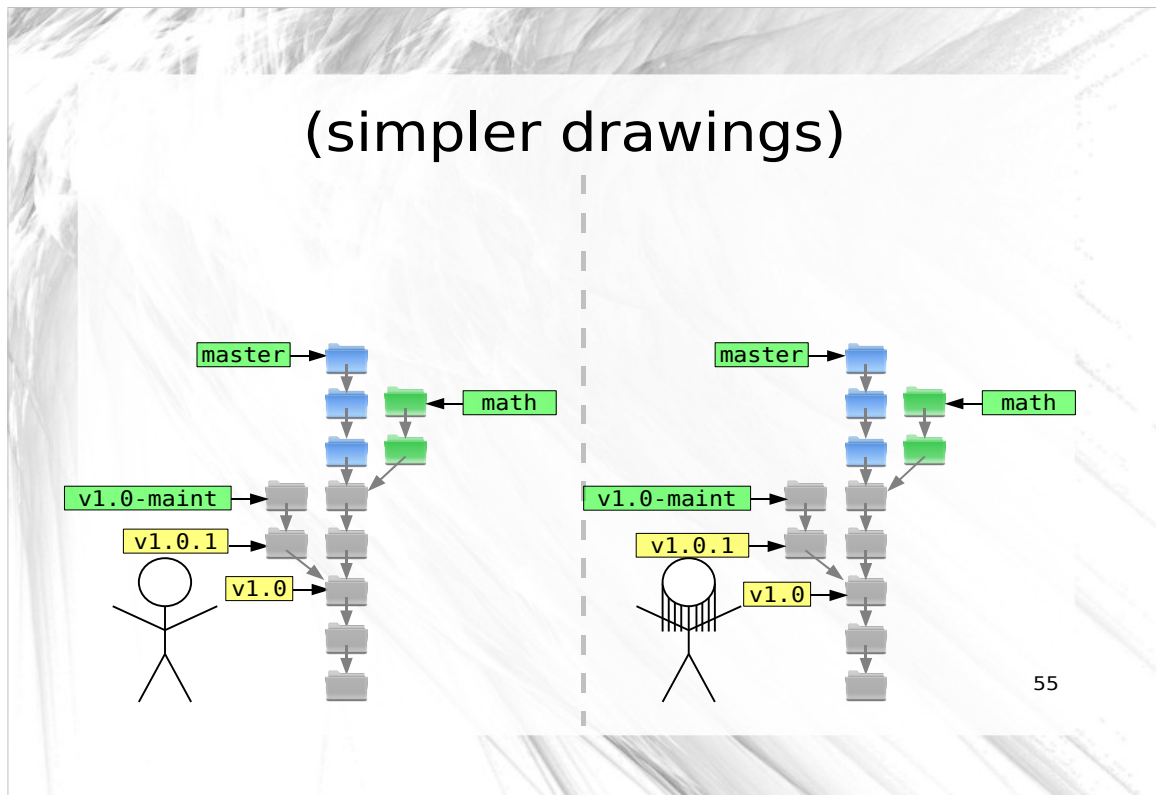 (simpler drawings)
master
math
v1.0-maint
v1.0.1
v1.0
master
math
v1.0-maint
v1.0.1
v1.0
55